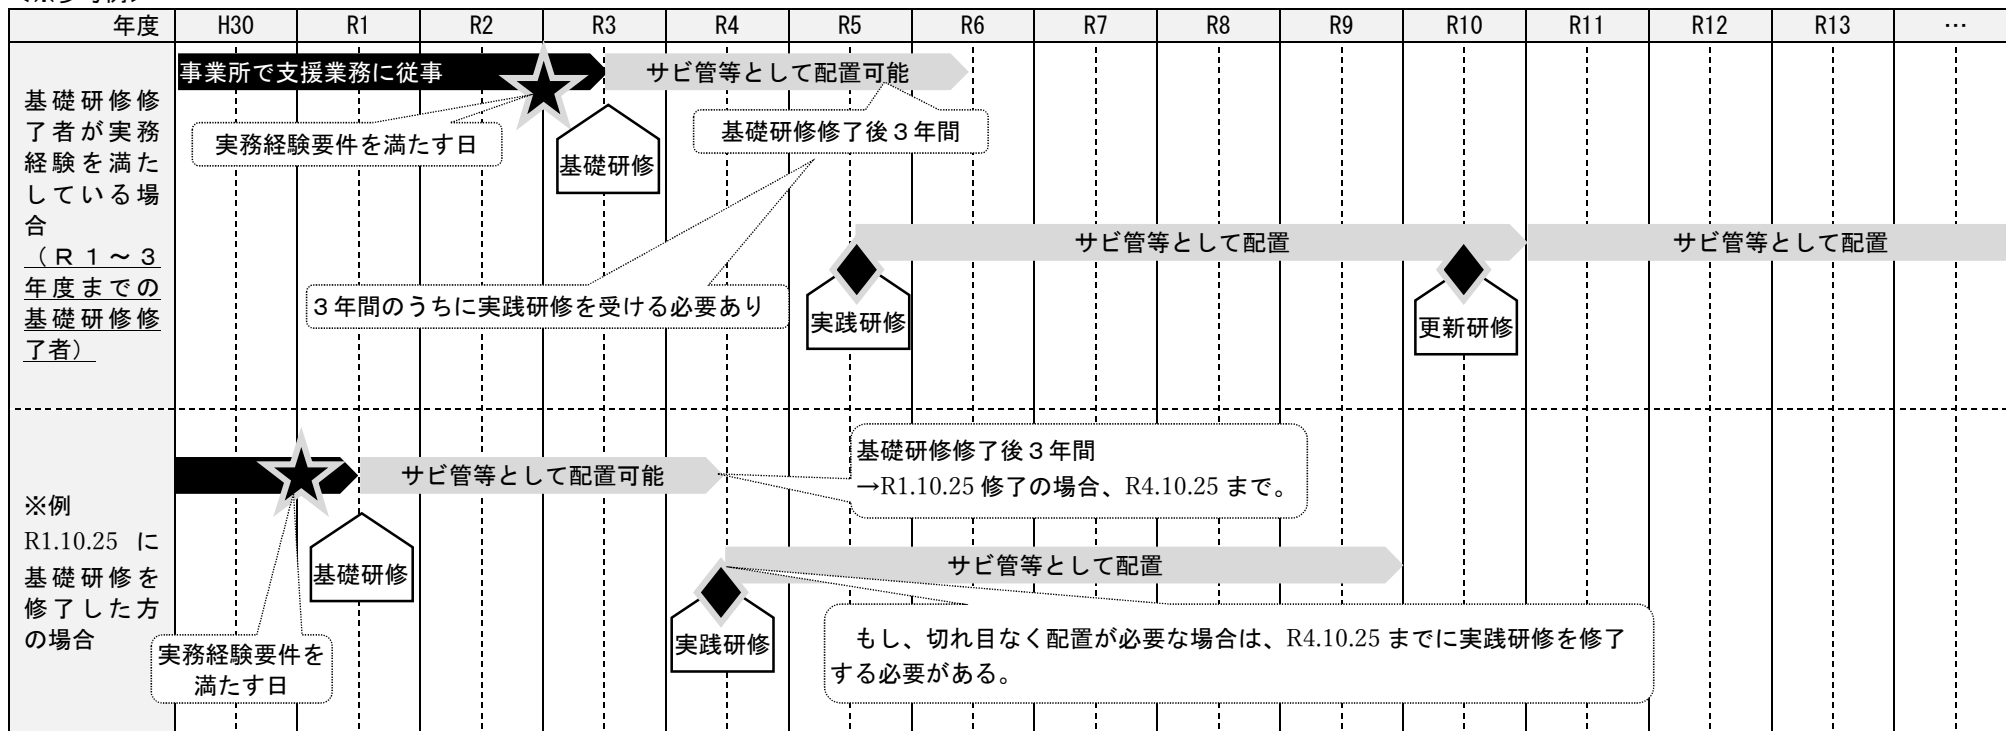 年度 H30 R1 R2 R3 R4 R5 R6 R7 R8 R9 R10 R11 R12 R13 …
基礎研修修
了者が実務
経験を満た
している場
合
（Ｒ１～３
年度までの
基礎研修修
了者）
事業所で支援業務に従事
サビ管等として配置可能
実務経験要件を満たす日
基礎研修
基礎研修修了後３年間
サビ管等として配置
サビ管等として配置
３年間のうちに実践研修を受ける必要あり
実践研修
更新研修
※例
R1.10.25 に
基礎研修を
修了した方
の場合
サビ管等として配置可能
基礎研修修了後３年間
→R1.10.25 修了の場合、R4.10.25 まで。
基礎研修
サビ管等として配置
実践研修
実務経験要件を
満たす日
もし、切れ目なく配置が必要な場合は、R4.10.25 までに実践研修を修了
する必要がある。